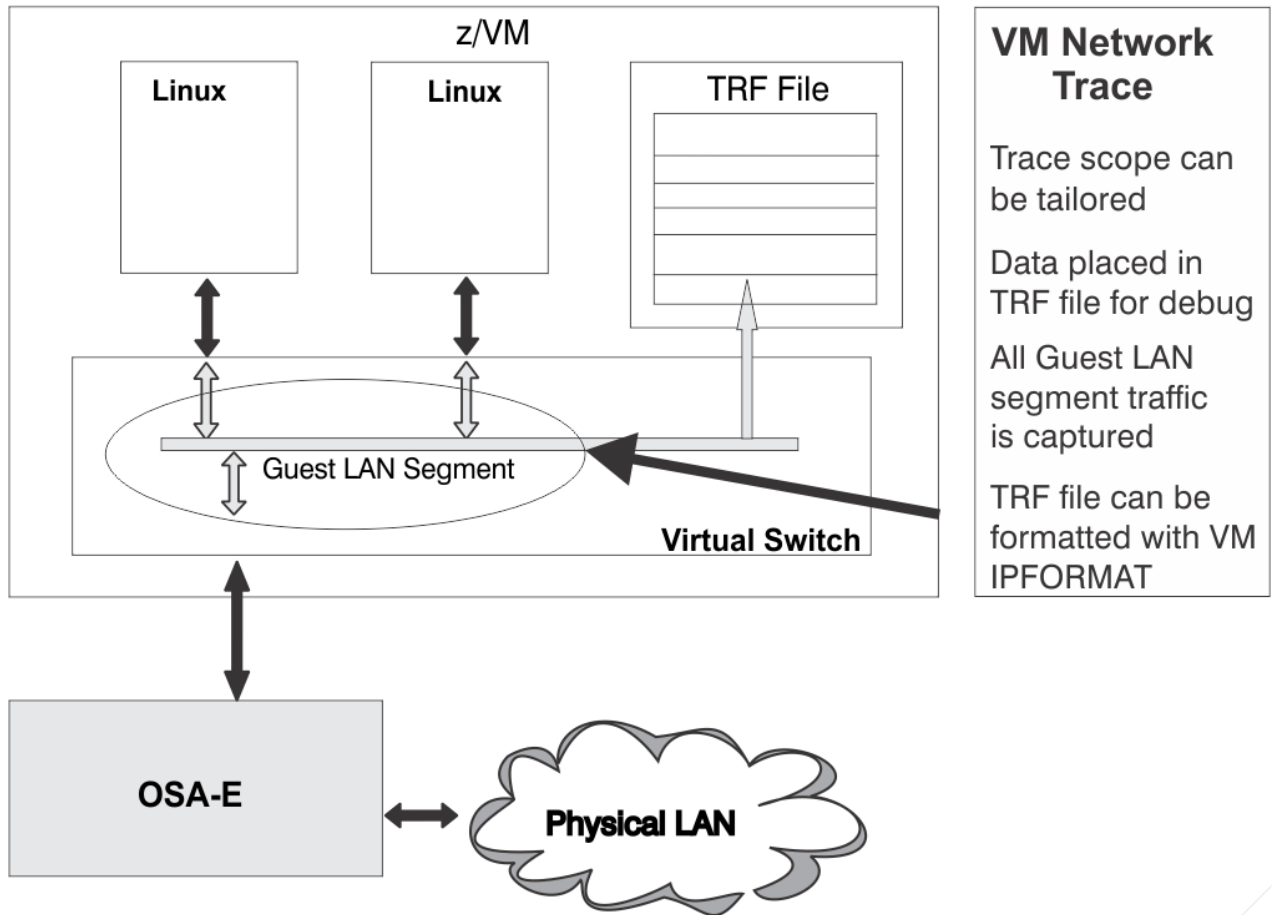 z/VM
Linux
Linux
TRF File
Guest LAN Segment
Virtual Switch
OSA-E
Physical LAN
VM Network
Trace
Trace scope can
be tailored
Data placed in
TRF file for debug
All Guest LAN
segment traffic
is captured
TRF file can be
formatted with VM
IPFORMAT